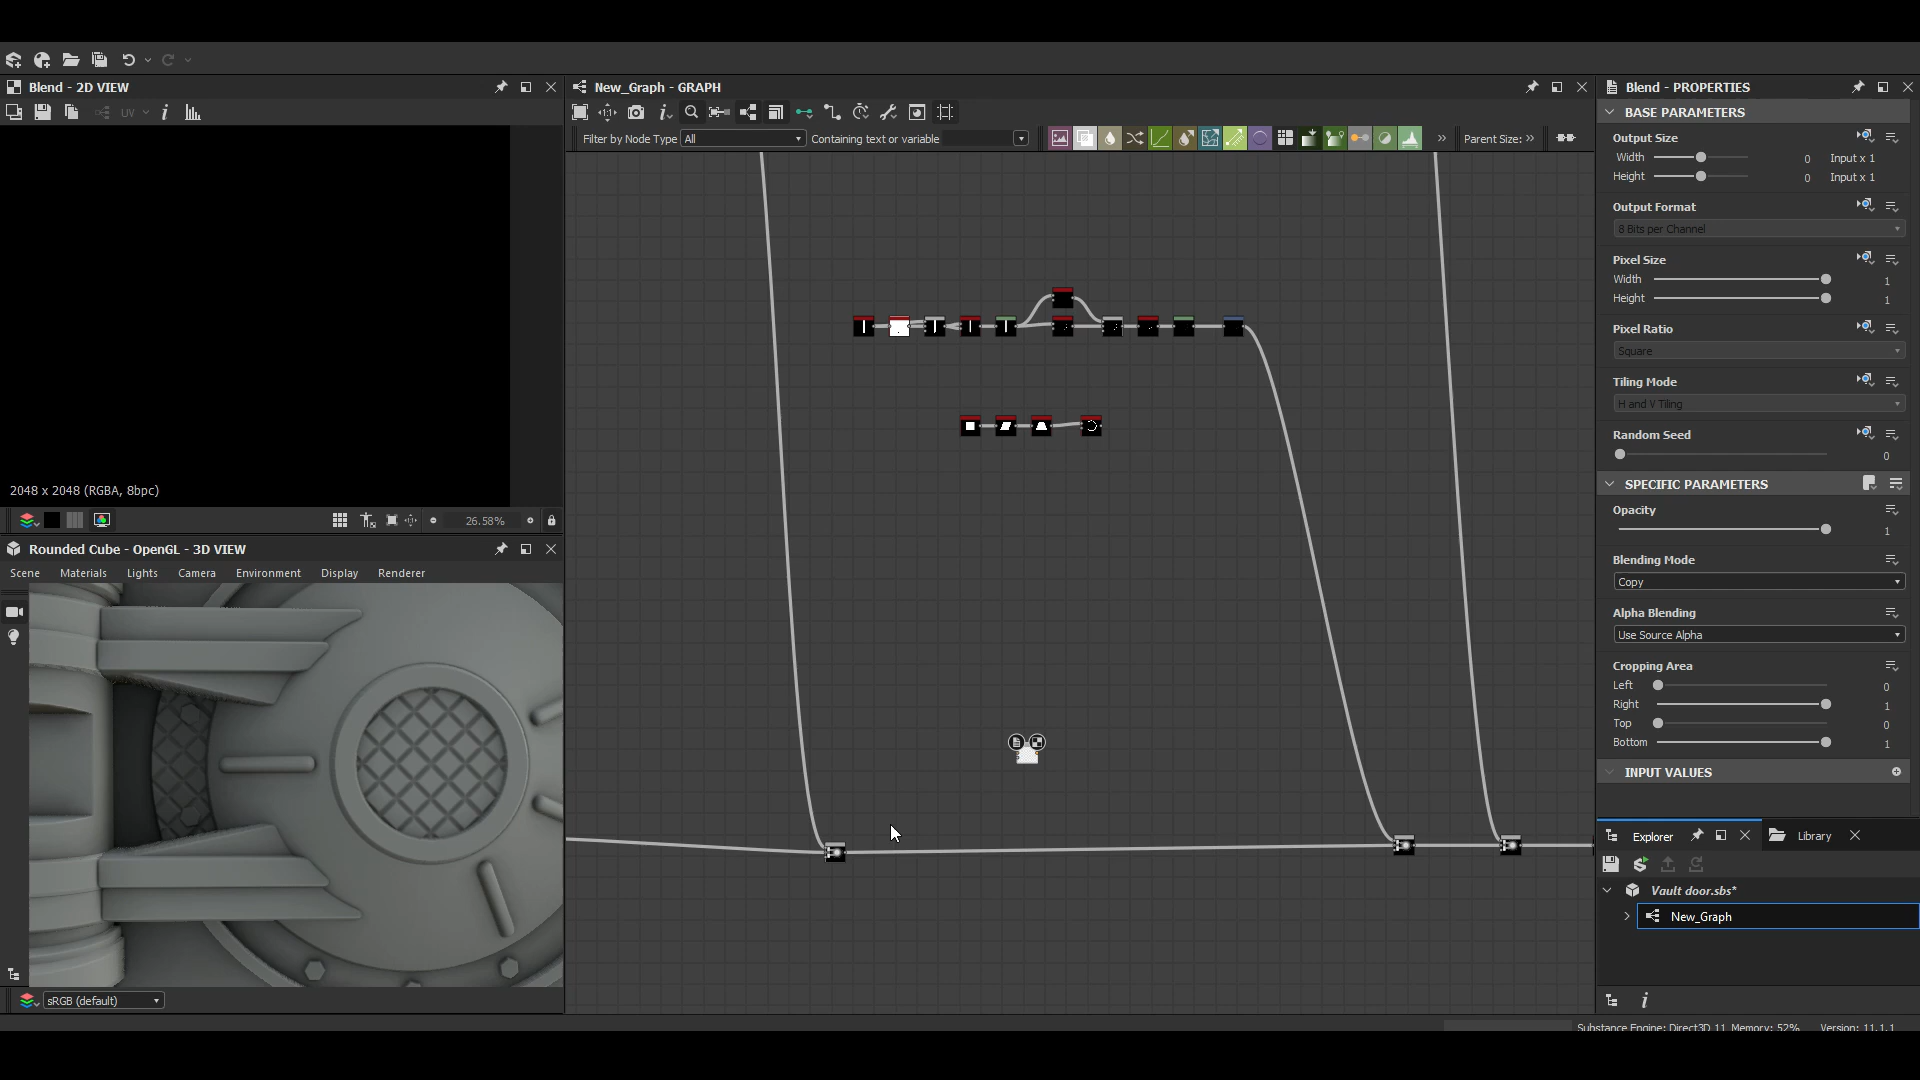 Blend - 2D VIEW
UV
2048 x 2048 (RGBA, 8bpc)
26.58%
Rounded Cube - OpenGL - 3D VIEW
Scene Materials Lights Camera Environment Display Renderer
sRGB (default)
New_Graph - GRAPH
Filter by Node Type All Containing text or variable Parent Size:
Blend - PROPERTIES
BASE PARAMETERS
Output Size
Width 0 Input x 1
Height 0 Input x 1
Output Format
8 Bits per Channel
Pixel Size
Width 1
Height 1
Pixel Ratio
Square
Tiling Mode
H and V Tiling
Random Seed
0
SPECIFIC PARAMETERS
Opacity
1
Blending Mode
Copy
Alpha Blending
Use Source Alpha
Cropping Area
Left 0
Right 1
Top 0
Bottom 1
INPUT VALUES
Explorer Library
Vault door.sbs*
New_Graph
Substance Engine: Direct3D 11 Memory: 52% Version: 11.1.1